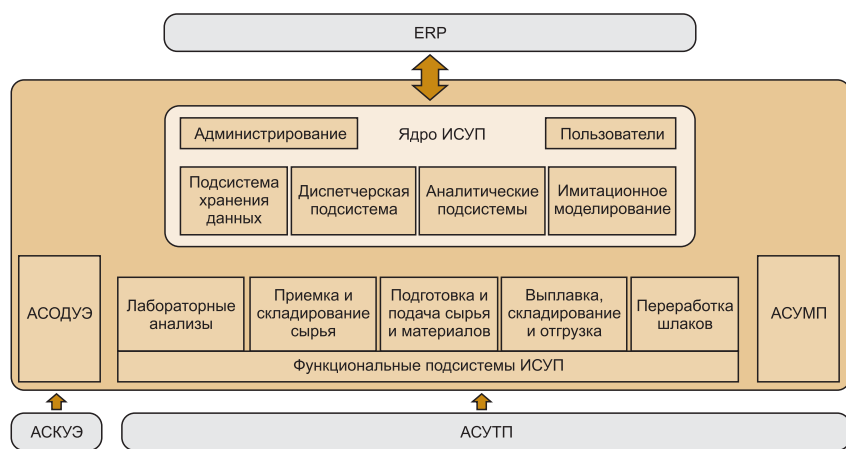 ERP
Администрирование
Ядро ИСУП
Пользователи
Подсистема
хранения
данных
Диспетчерская
подсистема
Аналитические
подсистемы
Имитационное
моделирование
АСОДУЭ
Лабораторные
анализы
Приемка и
складирование
сырья
Подготовка и
подача сырья
и материалов
Выплавка,
складирование
и отгрузка
Переработка
шлаков
АСУМП
Функциональные подсистемы ИСУП
АСКУЭ
АСУТП